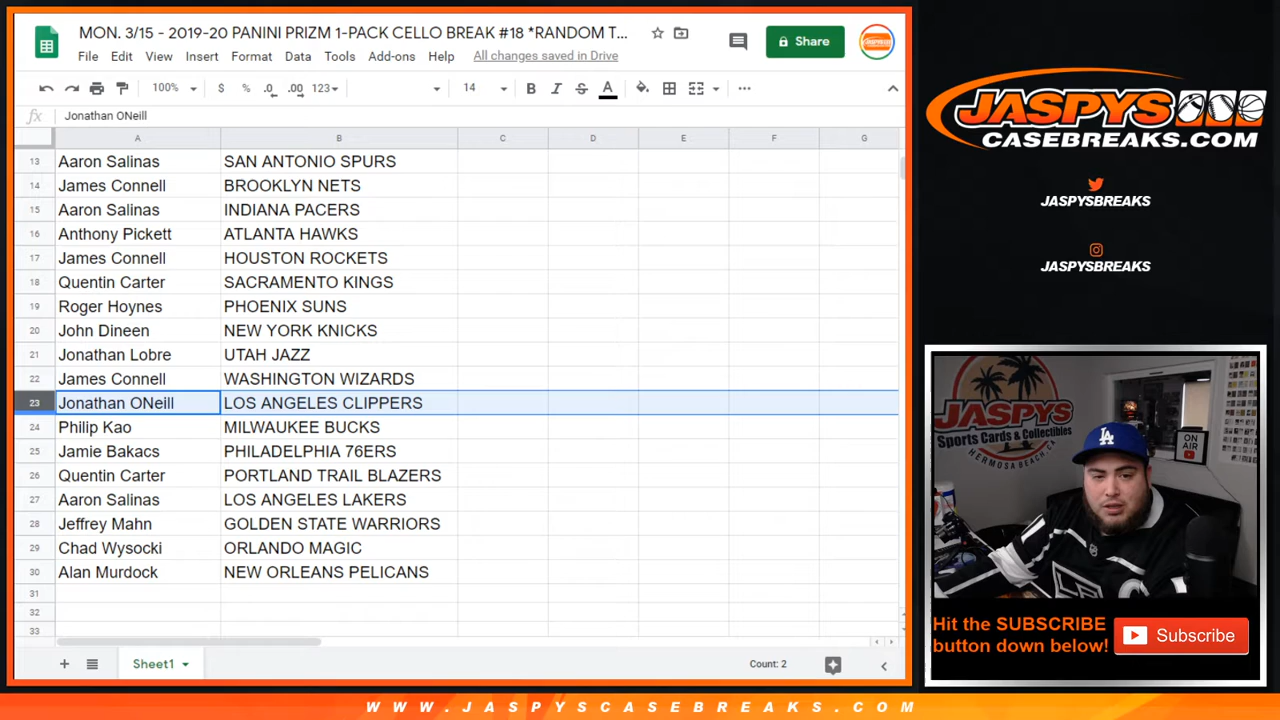 MON. 3/15 - 2019-20 PANINI PRIZM 1-PACK CELLO BREAK #18 *RANDOM T...
File Edit View Insert Format Data Tools Add-ons Help All changes saved in Drive
Share
100% $ % .0 .00 123 14 B I S A
fx Jonathan ONeill
A B C D E F G
13 Aaron Salinas SAN ANTONIO SPURS
14 James Connell BROOKLYN NETS
15 Aaron Salinas INDIANA PACERS
16 Anthony Pickett ATLANTA HAWKS
17 James Connell HOUSTON ROCKETS
18 Quentin Carter SACRAMENTO KINGS
19 Roger Hoynes PHOENIX SUNS
20 John Dineen NEW YORK KNICKS
21 Jonathan Lobre UTAH JAZZ
22 James Connell WASHINGTON WIZARDS
23 Jonathan ONeill LOS ANGELES CLIPPERS
24 Philip Kao MILWAUKEE BUCKS
25 Jamie Bakacs PHILADELPHIA 76ERS
26 Quentin Carter PORTLAND TRAIL BLAZERS
27 Aaron Salinas LOS ANGELES LAKERS
28 Jeffrey Mahn GOLDEN STATE WARRIORS
29 Chad Wysocki ORLANDO MAGIC
30 Alan Murdock NEW ORLEANS PELICANS
31
32
33
Sheet1 Count: 2
JASPYS
CASEBREAKS.COM
JASPYSBREAKS
JASPYSBREAKS
JASPYS
Sports Cards & Collectibles
HERMOSA BEACH, CA
ON AIR
LA
Hit the SUBSCRIBE
button down below!
Subscribe
WWW.JASPYSCASEBREAKS.COM